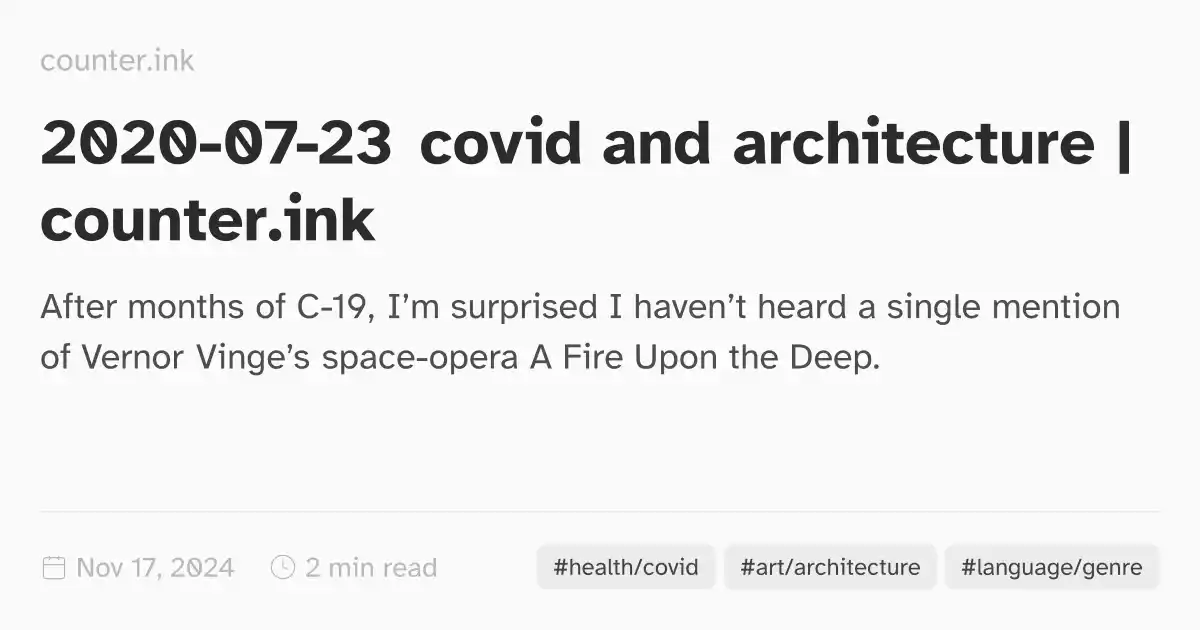 counter.ink
2020-07-23 covid and architecture |
counter.ink
After months of C-19, I’m surprised I haven’t heard a single mention
of Vernor Vinge’s space-opera A Fire Upon the Deep.
Nov 17, 2024 2 min read #health/covid #art/architecture #language/genre